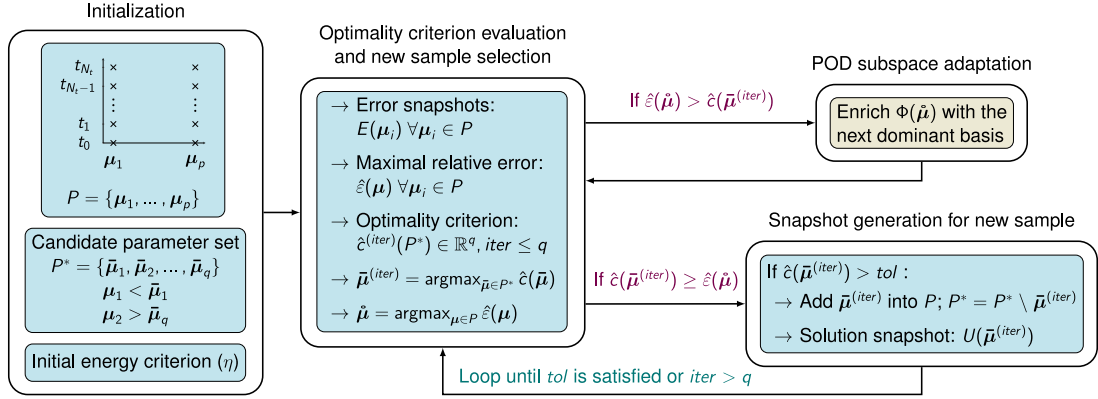 Initialization
t_{N_t}
t_{N_t−1}
t_1
t_0
μ_1
μ_p
P = {μ_1, ... , μ_p}
Candidate parameter set
P* = {μ̄_1, μ̄_2, ... , μ̄_q}
μ_1 < μ̄_1
μ_2 > μ̄_q
Initial energy criterion (η)
Optimality criterion evaluation
and new sample selection
→ Error snapshots:
E(μ_i) ∀μ_i ∈ P
→ Maximal relative error:
ε̂(μ) ∀μ_i ∈ P
→ Optimality criterion:
ĉ^{(iter)}(P*) ∈ ℝ^q, iter ≤ q
→ μ̄^{(iter)} = argmax_{μ̄∈P*} ĉ(μ̄)
→ μ̊ = argmax_{μ∈P} ε̂(μ)
If ε̂(μ̊) > ĉ(μ̄^{(iter)})
POD subspace adaptation
Enrich Φ(μ̊) with the
next dominant basis
If ĉ(μ̄^{(iter)}) ≥ ε̂(μ̊)
Snapshot generation for new sample
If ĉ(μ̄^{(iter)}) > tol :
→ Add μ̄^{(iter)} into P; P* = P* \ μ̄^{(iter)}
→ Solution snapshot: U(μ̄^{(iter)})
Loop until tol is satisfied or iter > q